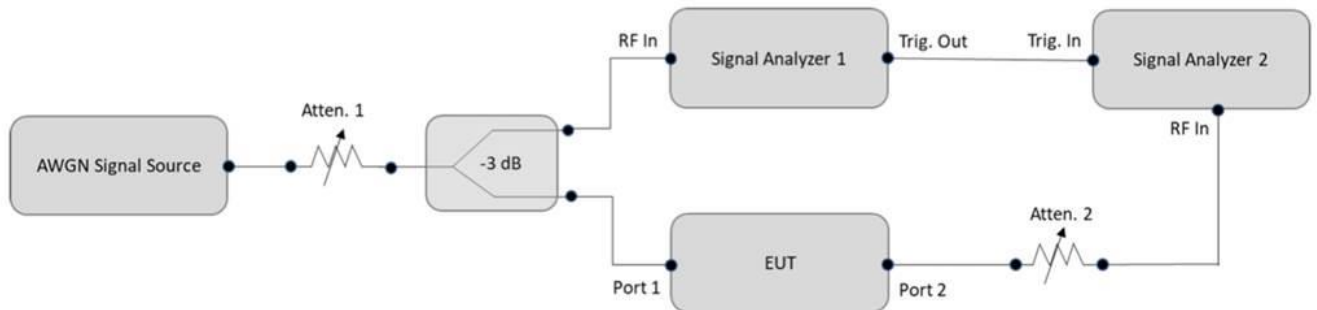 RF In
Signal Analyzer 1
Trig. Out
Trig. In
Signal Analyzer 2
Atten. 1
RF In
AWGN Signal Source
-3 dB
Atten. 2
EUT
Port 1
Port 2